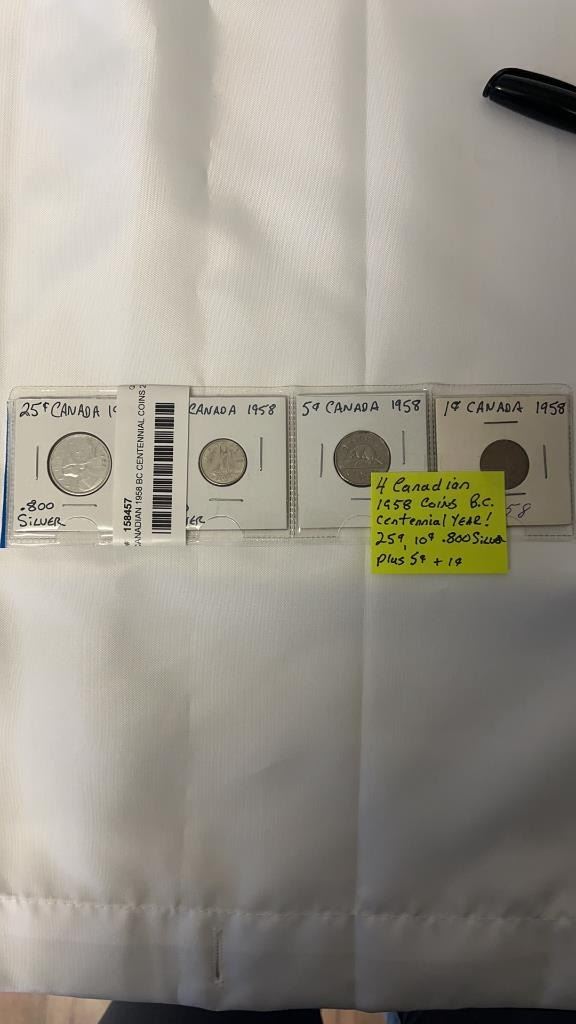 25¢ CANADA
.800
SILVER
158457
CANADIAN 1958 BC CENTENNIAL COINS
CANADA 1958
5¢ CANADA 1958
1¢ CANADA 1958
58
4 Canadian
1958 Coins B.C.
Centennial YEAR!
25¢, 10¢ .800 Silver
plus 5¢ + 1¢